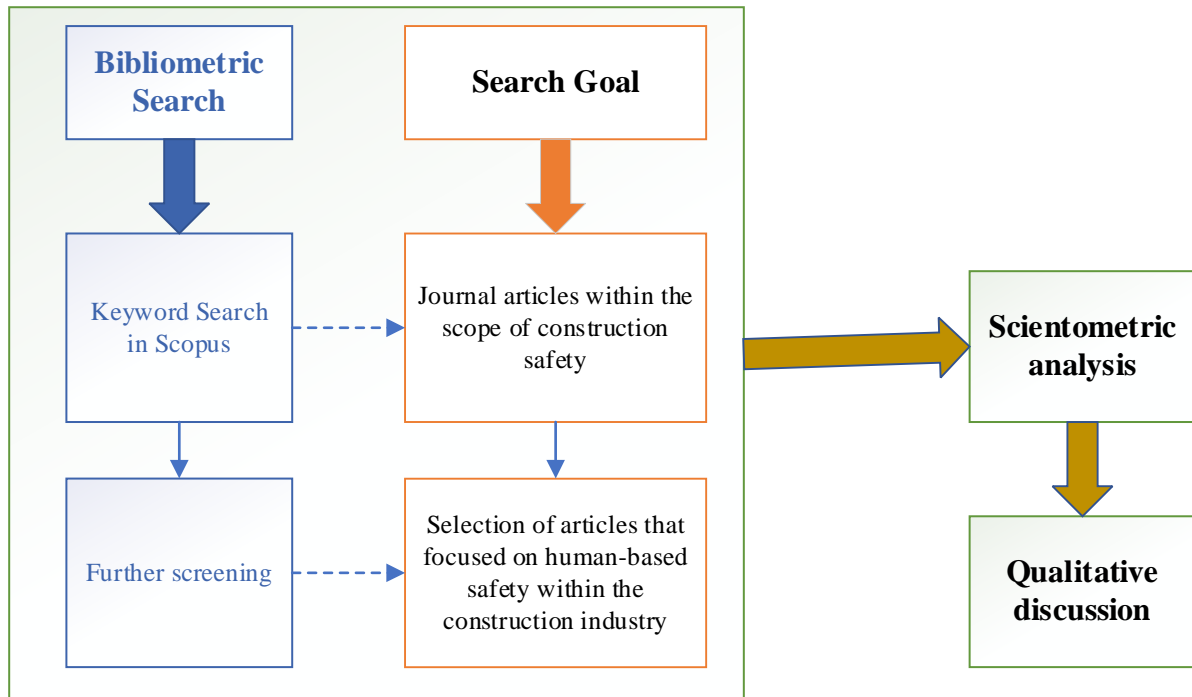 Bibliometric
Search
Search Goal
Keyword Search
in Scopus
Journal articles within the
scope of construction
safety
Further screening
Selection of articles that
focused on human-based
safety within the
construction industry
Scientometric
analysis
Qualitative
discussion